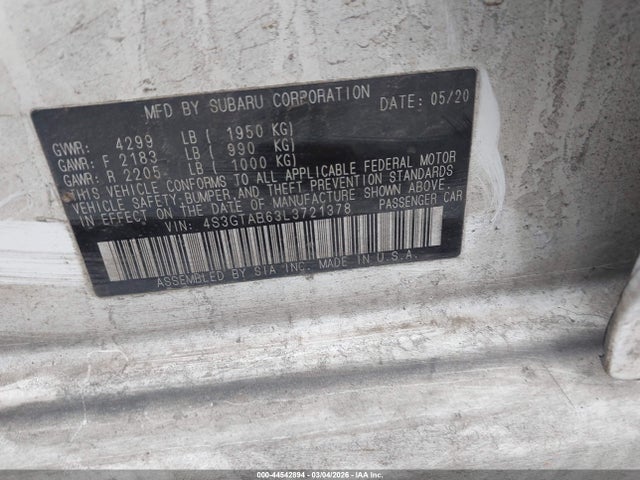 MFD BY SUBARU CORPORATION DATE: 05/20
GVWR: 4299 LB ( 1950 KG)
GAWR: F 2183 LB ( 990 KG)
GAWR: R 2205 LB ( 1000 KG)
THIS VEHICLE CONFORMS TO ALL APPLICABLE FEDERAL MOTOR
VEHICLE SAFETY, BUMPER, AND THEFT PREVENTION STANDARDS
IN EFFECT ON THE DATE OF MANUFACTURE SHOWN ABOVE.
VIN: 4S3GTAB63L3721378 PASSENGER CAR
ASSEMBLED BY SIA INC. MADE IN U.S.A.
000-44542894 - 03/04/2026 - IAAI.COM